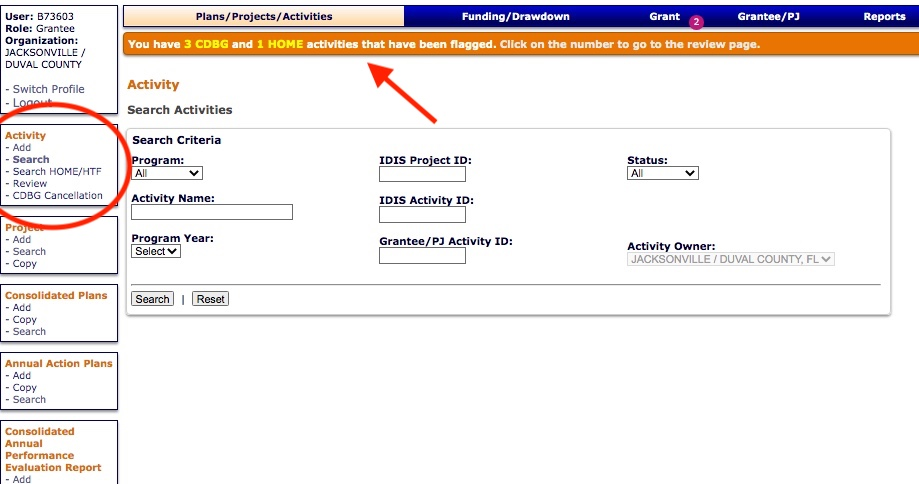 User: B73603
Role: Grantee
Organization:
JACKSONVILLE /
DUVAL COUNTY
- Switch Profile
- Logout
Activity
- Add
- Search
- Search HOME/HTF
- Review
- CDBG Cancellation
Project
- Add
- Search
- Copy
Consolidated Plans
- Add
- Copy
- Search
Annual Action Plans
- Add
- Copy
- Search
Consolidated
Annual
Performance
Evaluation Report
- Add
Plans/Projects/Activities Funding/Drawdown Grant 2 Grantee/PJ Reports
You have 3 CDBG and 1 HOME activities that have been flagged. Click on the number to go to the review page.
Activity
Search Activities
Search Criteria
Program: IDIS Project ID: Status:
All All
Activity Name: IDIS Activity ID:
Program Year: Grantee/PJ Activity ID: Activity Owner:
Select JACKSONVILLE / DUVAL COUNTY, FL
Search | Reset